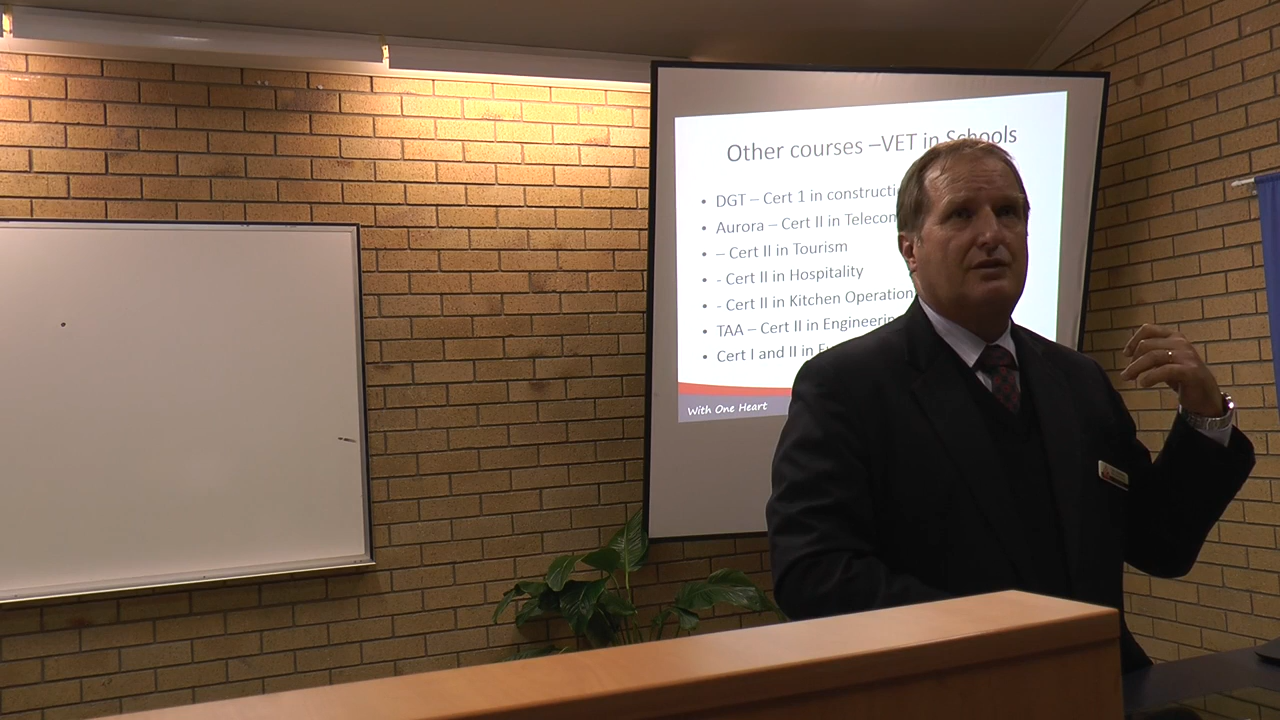 Other courses –VET in Schools
• DGT – Cert 1 in constructi
• Aurora – Cert II in Telecom
• – Cert II in Tourism
• - Cert II in Hospitality
• - Cert II in Kitchen Operation
• TAA – Cert II in Engineering
• Cert I and II in
With One Heart